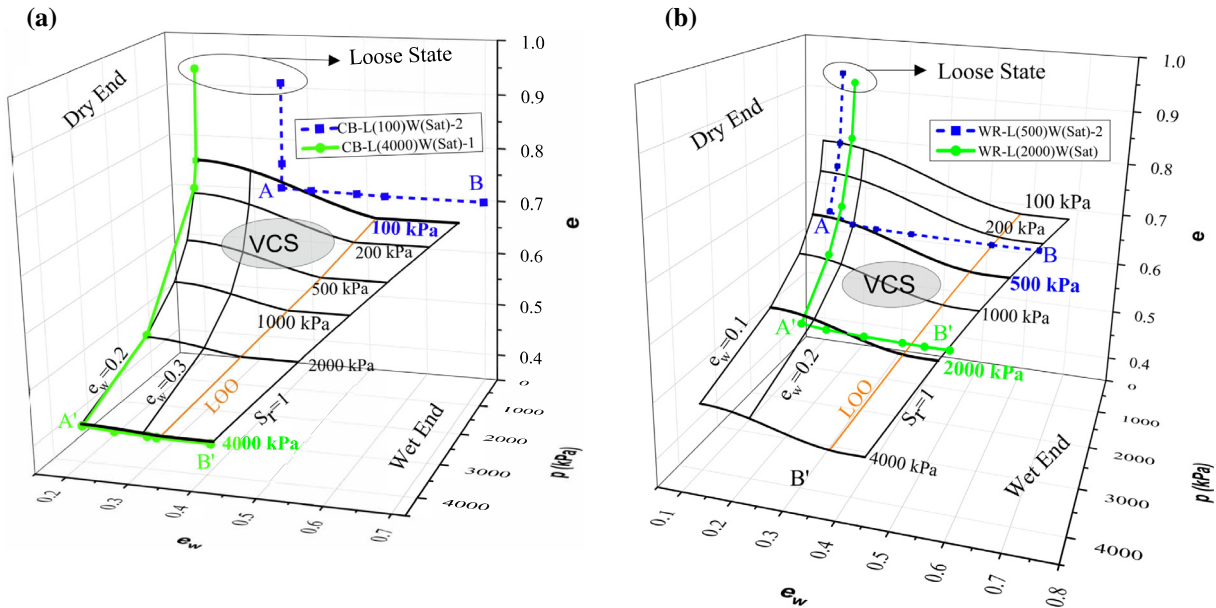 (a)
Dry End
Loose State
CB-L(100)W(Sat)-2
CB-L(4000)W(Sat)-1
A
B
VCS
100 kPa
200 kPa
500 kPa
1000 kPa
2000 kPa
4000 kPa
e_w=0.2
e_w=0.3
LOO
S_r=1
Wet End
A'
B'
1.0
0.9
0.8
0.7
0.6
0.5
0.4
e
0
1000
2000
3000
4000
p (kPa)
0.2
0.3
0.4
0.5
0.6
0.7
e_w
(b)
Dry End
Loose State
WR-L(500)W(Sat)-2
WR-L(2000)W(Sat)
100 kPa
200 kPa
A
B
500 kPa
VCS
1000 kPa
A'
B'
2000 kPa
e_w=0.1
e_w=0.2
LOO
S_r=1
4000 kPa
B'
Wet End
1.0
0.9
0.8
0.7
0.6
0.5
0.4
e
0
1000
2000
3000
4000
p (kPa)
0.1
0.2
0.3
0.4
0.5
0.6
0.7
0.8
e_w